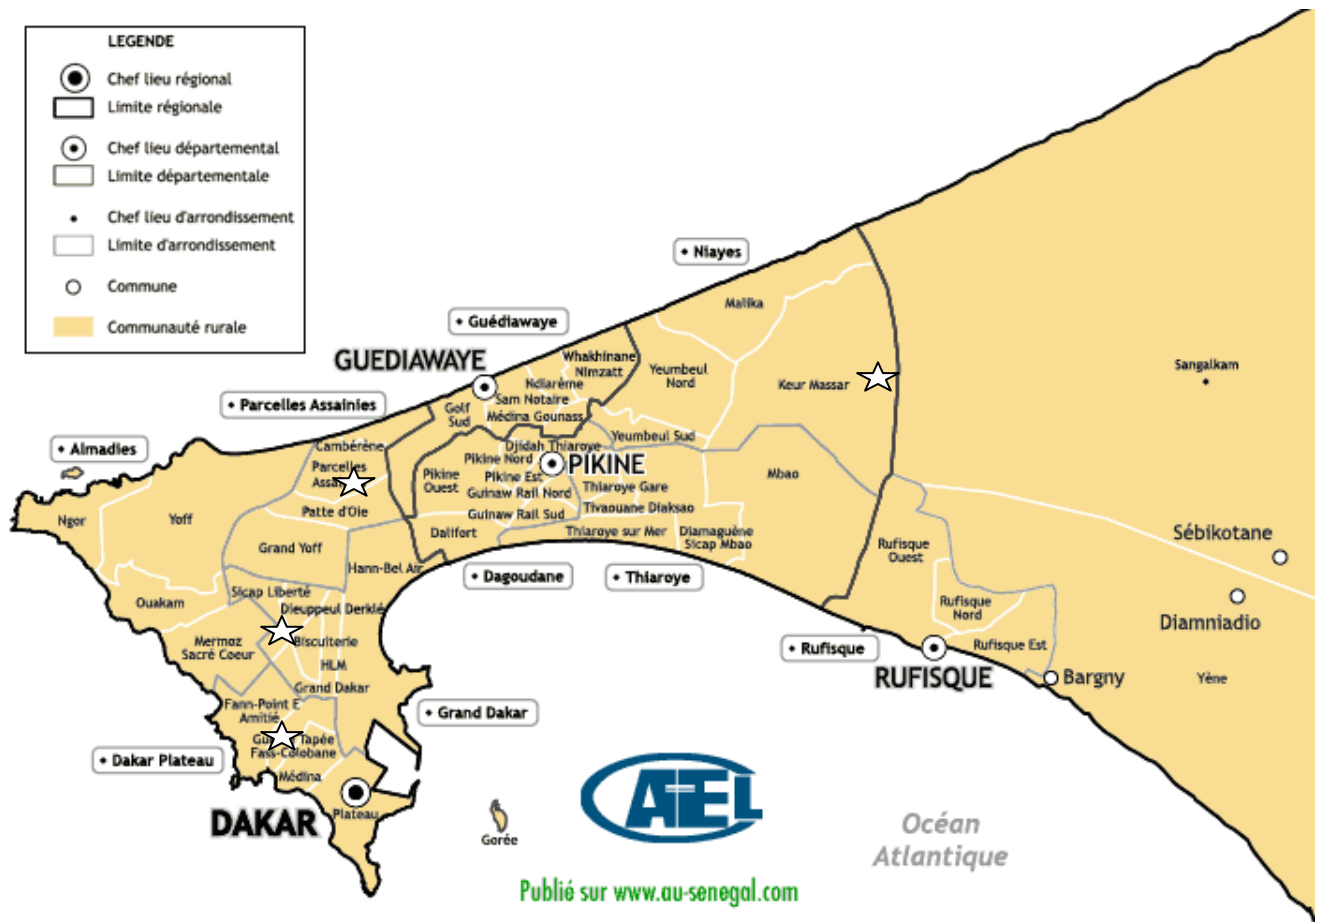 LEGENDE
Chef lieu régional
Limite régionale
Chef lieu départemental
Limite départementale
Chef lieu d'arrondissement
Limite d'arrondissement
Commune
Communauté rurale
Niayes
Malika
Guédiawaye
GUEDIAWAYE
Whakhinane
Nimzatt
Yeumbeul
Nord
Keur Massar
Sangalkam
Ndiarème
Sam Notaire
Parcelles Assainies
Golf
Sud
Médina Gounass
Almadies
Cambérène
Djidah Thiaroye
Yeumbeul Sud
Parcelles
Pikine Nord
PIKINE
Pikine
Ouest
Pikine Est
Mbao
Guinaw Rail Nord
Thiaroye Gare
Ngor
Yoff
Patte d'Oie
Guinaw Rail Sud
Tivaouane Diaksao
Dalifort
Thiaroye sur Mer
Diamaguène
Sicap Mbao
Grand Yoff
Rufisque
Ouest
Sébikotane
Hann-Bel Air
Dagoudane
Thiaroye
Sicap Liberté
Ouakam
Dieuppeul Derklé
Rufisque
Nord
Diamniadio
Mermoz
Sacré Coeur
Biscuiterie
Rufisque
Rufisque Est
HLM
RUFISQUE
Bargny
Yène
Grand Dakar
Fann-Point E
Amitié
Grand Dakar
Tapée
Fass-Colobane
Dakar Plateau
Médina
Plateau
DAKAR
Gorée
AIEL
Océan
Atlantique
Publié sur www.au-senegal.com